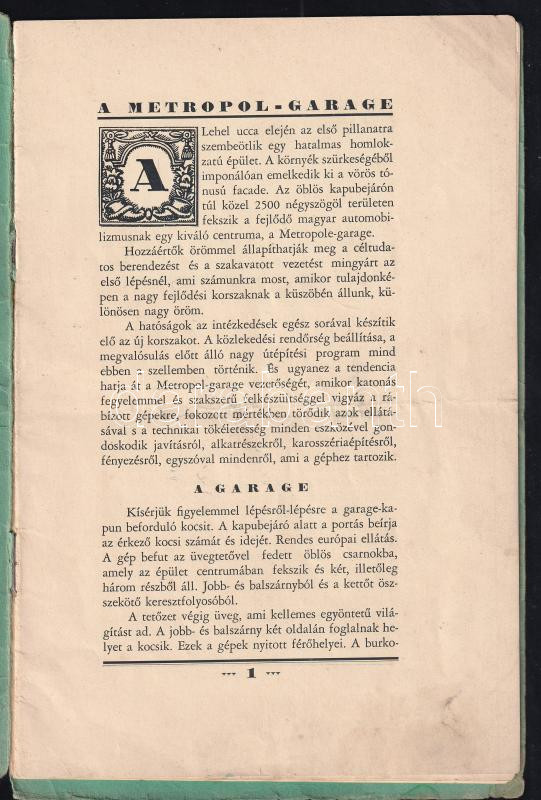 A METROPOL-GARAGE
A
Lehel ucca elején az első pillanatra
szembeötlik egy hatalmas homlok-
zatú épület. A környék szürkeségéből
imponálóan emelkedik ki a vörös tó-
nusú facade. Az öblös kapubejárón
túl közel 2500 négyszögöl területen
fekszik a fejlődő magyar automobi-
lizmusnak egy kiváló centruma, a Metropole-garage.
Hozzáértők örömmel állapíthatják meg a céltuda-
tos berendezést és a szakavatott vezetést mingyárt az
első lépésnél, ami számunkra most, amikor tulajdonké-
pen a nagy fejlődési korszaknak a küszöbén állunk, kü-
lönösen nagy öröm.
A hatóságok az intézkedések egész sorával készítik
elő az új korszakot. A közlekedési rendőrség beállítása, a
megvalósulás előtt álló nagy útépítési program mind
ebben a szellemben történik. És ugyanez a tendencia
hatja át a Metropol-garage vezetőségét, amikor katonás
fegyelemmel és szakszerű felkészültséggel vigyáz a rá-
bízott gépekre, fokozott mértékben törődik azok ellátá-
sával s a technikai tökéletesség minden eszközével gon-
doskodik javításról, alkatrészekről, karosszériaépítésről,
fényezésről, egyszóval mindenről, ami a géphez tartozik.
A GARAGE
Kísérjük figyelemmel lépésről-lépésre a garage-ka-
pun beforduló kocsit. A kapubejáró alatt a portás beírja
az érkező kocsi számát és idejét. Rendes európai ellátás.
A gép befut az üvegtetővel fedett öblös csarnokba,
amely az épület centrumában fekszik és két, illetőleg
három részből áll. Jobb- és balszárnyból és a kettőt ösz-
szekötő keresztfolyosóból.
A tetőzet végig üveg, ami kellemes egyöntetű vilá-
gítást ad. A jobb- és balszárny két oldalán foglalnak he-
lyet a kocsik. Ezek a gépek nyitott férőhelyei. A burko-
1